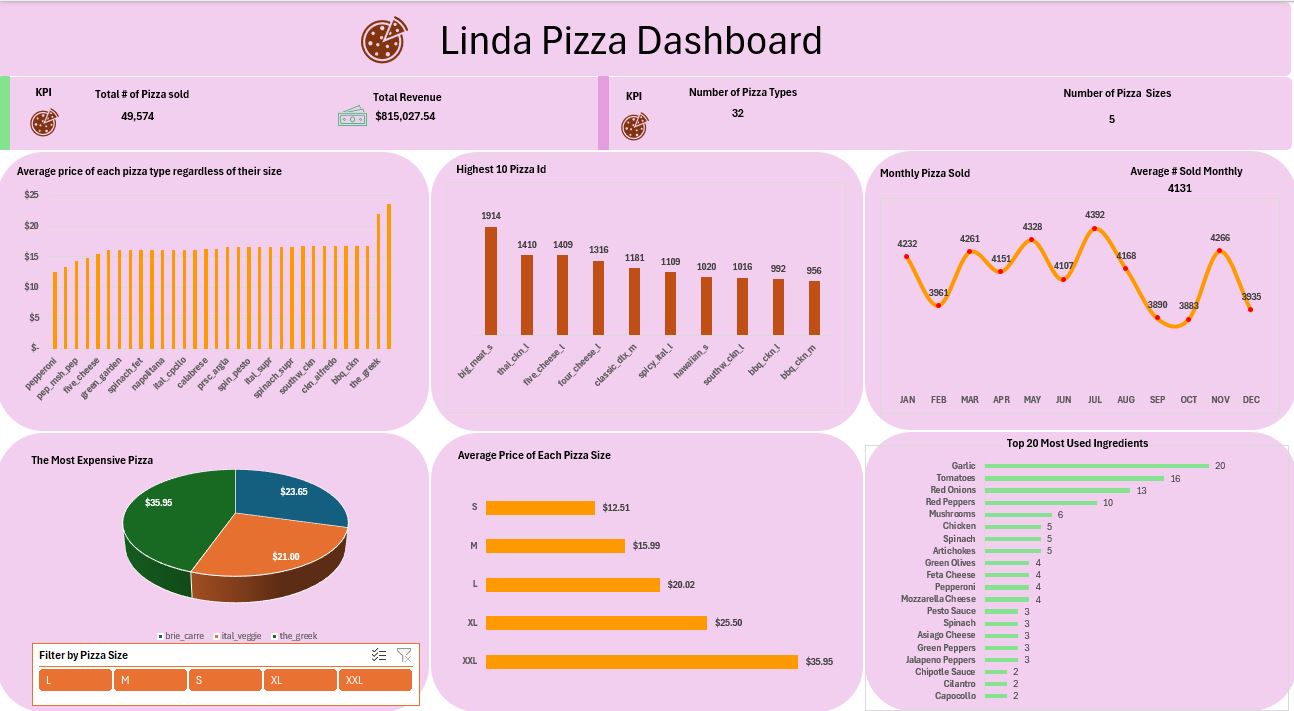 Linda Pizza Dashboard
KPI
Total # of Pizza sold
49,574
Total Revenue
$815,027.54
KPI
Number of Pizza Types
32
Number of Pizza Sizes
5
Average price of each pizza type regardless of their size
$25
$20
$15
$10
$5
$-
pepperoni
pep_msh_pep
five_cheese
green_garden
spinach_fet
napolitana
ital_cpcllo
calabrese
prsc_argla
spin_pesto
ital_supr
spinach_supr
southw_ckn
ckn_alfredo
bbq_ckn
the_greek
Highest 10 Pizza Id
1914
1410
1409
1316
1181
1109
1020
1016
992
956
big_meat_s
thai_ckn_l
five_cheese_l
four_cheese_l
classic_dlx_m
spicy_ital_l
hawaiian_s
southw_ckn_l
bbq_ckn_l
bbq_ckn_m
Monthly Pizza Sold
Average # Sold Monthly
4131
4232
3961
4261
4151
4328
4107
4392
4168
3890
3883
4266
3935
JAN FEB MAR APR MAY JUN JUL AUG SEP OCT NOV DEC
The Most Expensive Pizza
$35.95
$23.65
$21.00
brie_carre ital_veggie the_greek
Filter by Pizza Size
L M S XL XXL
Average Price of Each Pizza Size
S $12.51
M $15.99
L $20.02
XL $25.50
XXL $35.95
Top 20 Most Used Ingredients
Garlic 20
Tomatoes 16
Red Onions 13
Red Peppers 10
Mushrooms 6
Chicken 5
Spinach 5
Artichokes 5
Green Olives 4
Feta Cheese 4
Pepperoni 4
Mozzarella Cheese 4
Pesto Sauce 3
Spinach 3
Asiago Cheese 3
Green Peppers 3
Jalapeno Peppers 3
Chipotle Sauce 2
Cilantro 2
Capocollo 2